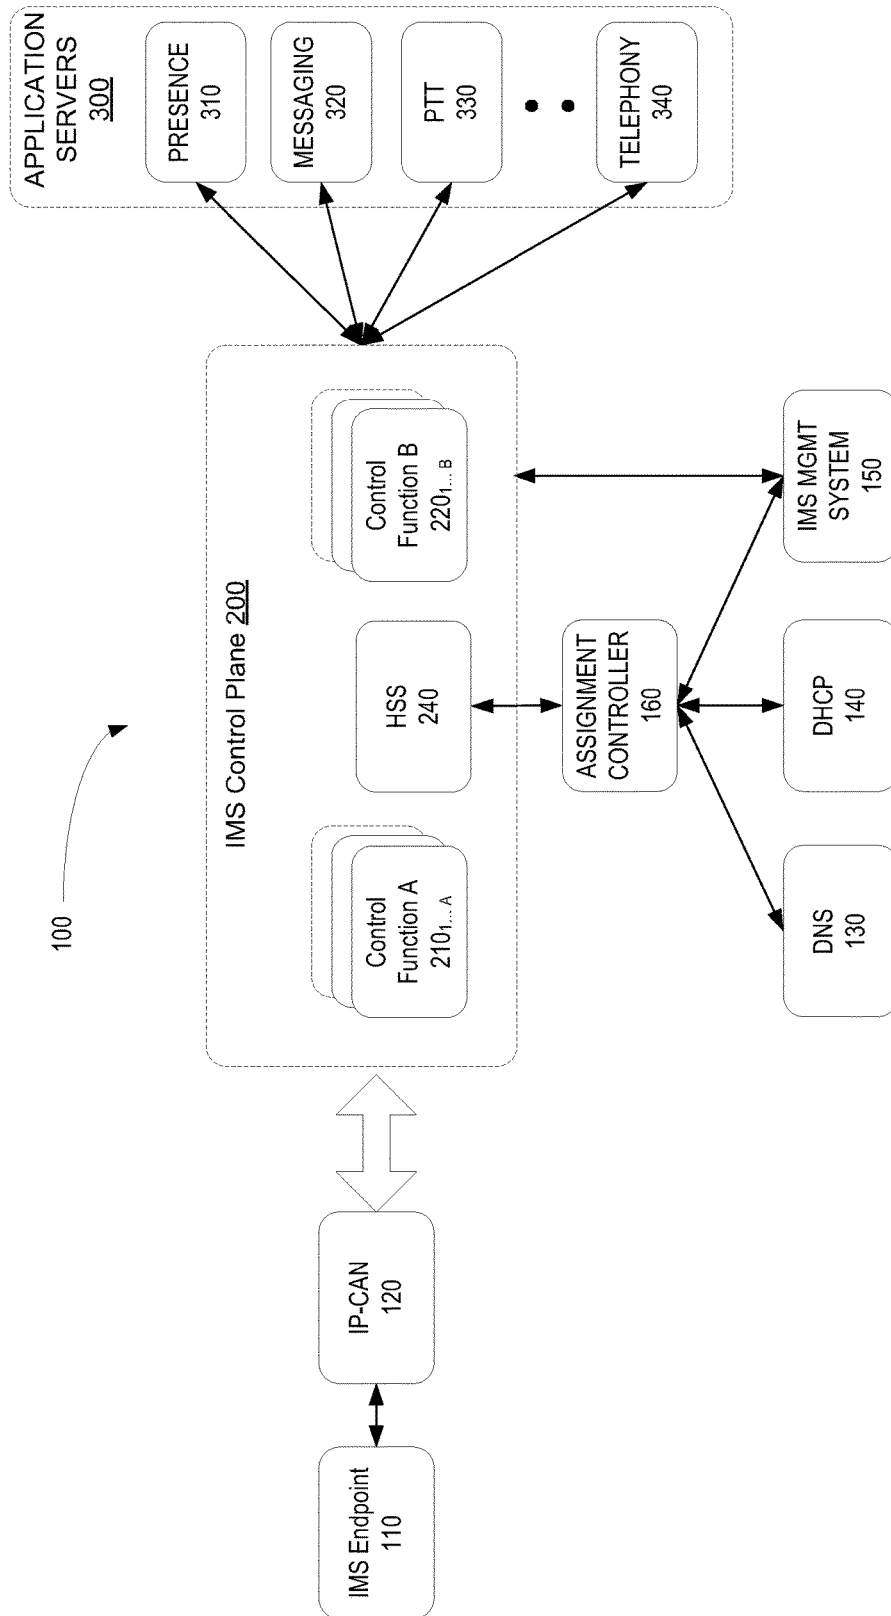 100
IMS Endpoint
110
IP-CAN
120
IMS Control Plane 200
Control
Function A
210₁... A
HSS
240
Control
Function B
220₁... B
APPLICATION
SERVERS
300
PRESENCE
310
MESSAGING
320
PTT
330
TELEPHONY
340
ASSIGNMENT
CONTROLLER
160
DNS
130
DHCP
140
IMS MGMT
SYSTEM
150